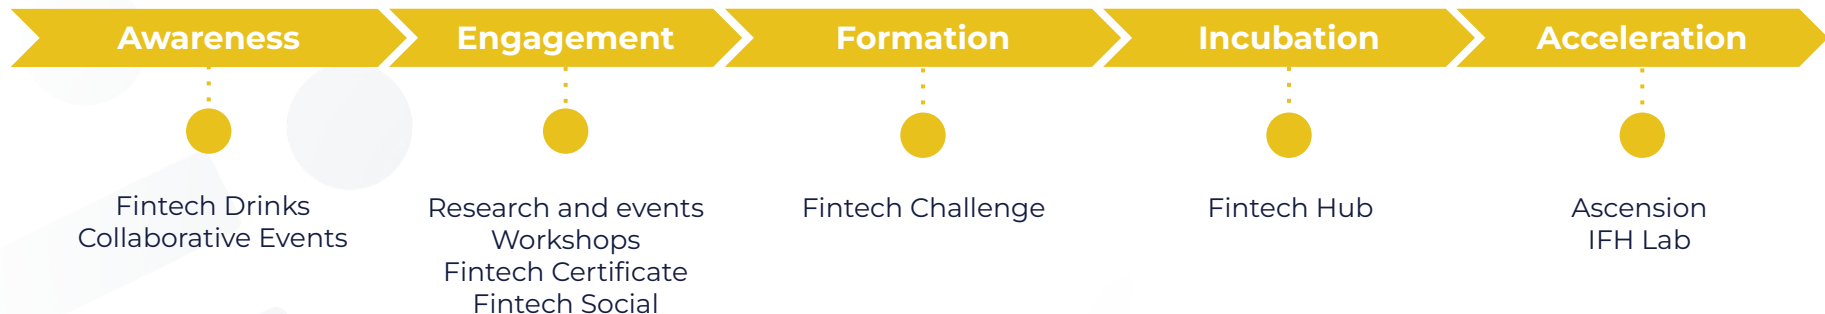 Awareness
Engagement
Formation
Incubation
Acceleration
Fintech Drinks
Collaborative Events
Research and events
Workshops
Fintech Certificate
Fintech Social
Fintech Challenge
Fintech Hub
Ascension
IFH Lab